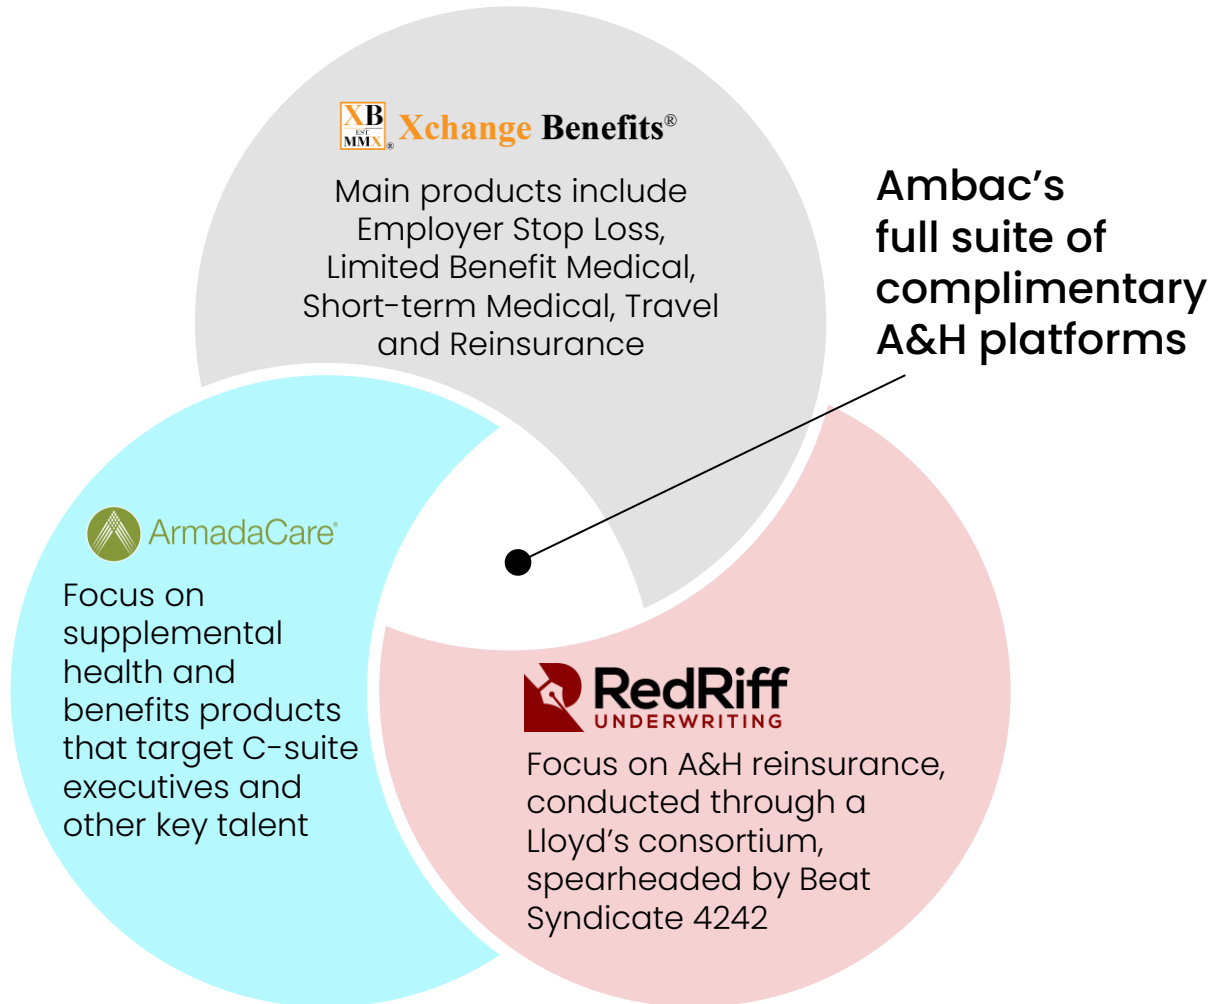 XB
EST.
MMX®
Xchange Benefits®
Main products include
Employer Stop Loss,
Limited Benefit Medical,
Short-term Medical, Travel
and Reinsurance
Ambac’s
full suite of
complimentary
A&H platforms
ArmadaCare®
Focus on
supplemental
health and
benefits products
that target C-suite
executives and
other key talent
RedRiff
UNDERWRITING
Focus on A&H reinsurance,
conducted through a
Lloyd’s consortium,
spearheaded by Beat
Syndicate 4242